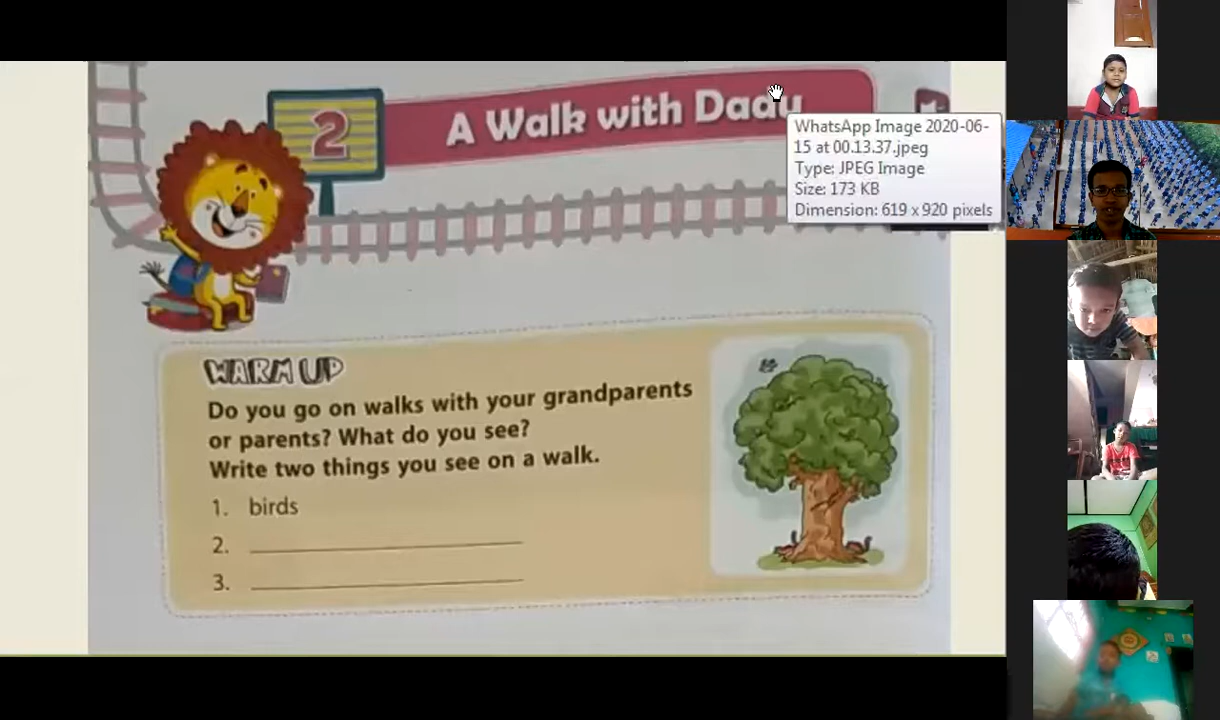 2
A Walk with Dadu
WhatsApp Image 2020-06-
15 at 00.13.37.jpeg
Type: JPEG Image
Size: 173 KB
Dimension: 619 x 920 pixels
WARM UP
Do you go on walks with your grandparents
or parents? What do you see?
Write two things you see on a walk.
1. birds
2.
3.